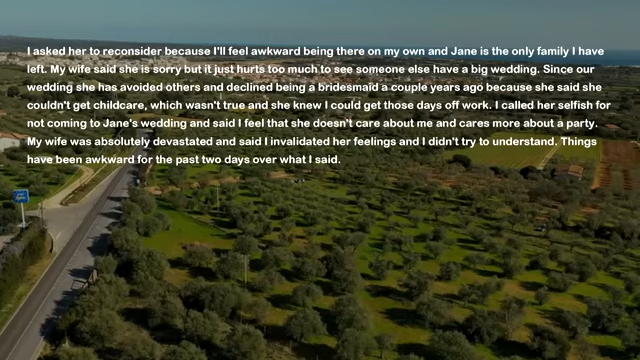 I asked her to reconsider because I'll feel awkward being there on my own and Jane is the only family I have
left. My wife said she is sorry but it just hurts too much to see someone else have a big wedding. Since our
wedding she has avoided others and declined being a bridesmaid a couple years ago because she said she
couldn't get childcare, which wasn't true and she knew I could get those days off work. I called her selfish for
not coming to Jane's wedding and said I feel that she doesn't care about me and cares more about a party.
My wife was absolutely devastated and said I invalidated her feelings and I didn't try to understand. Things
have been awkward for the past two days over what I said.